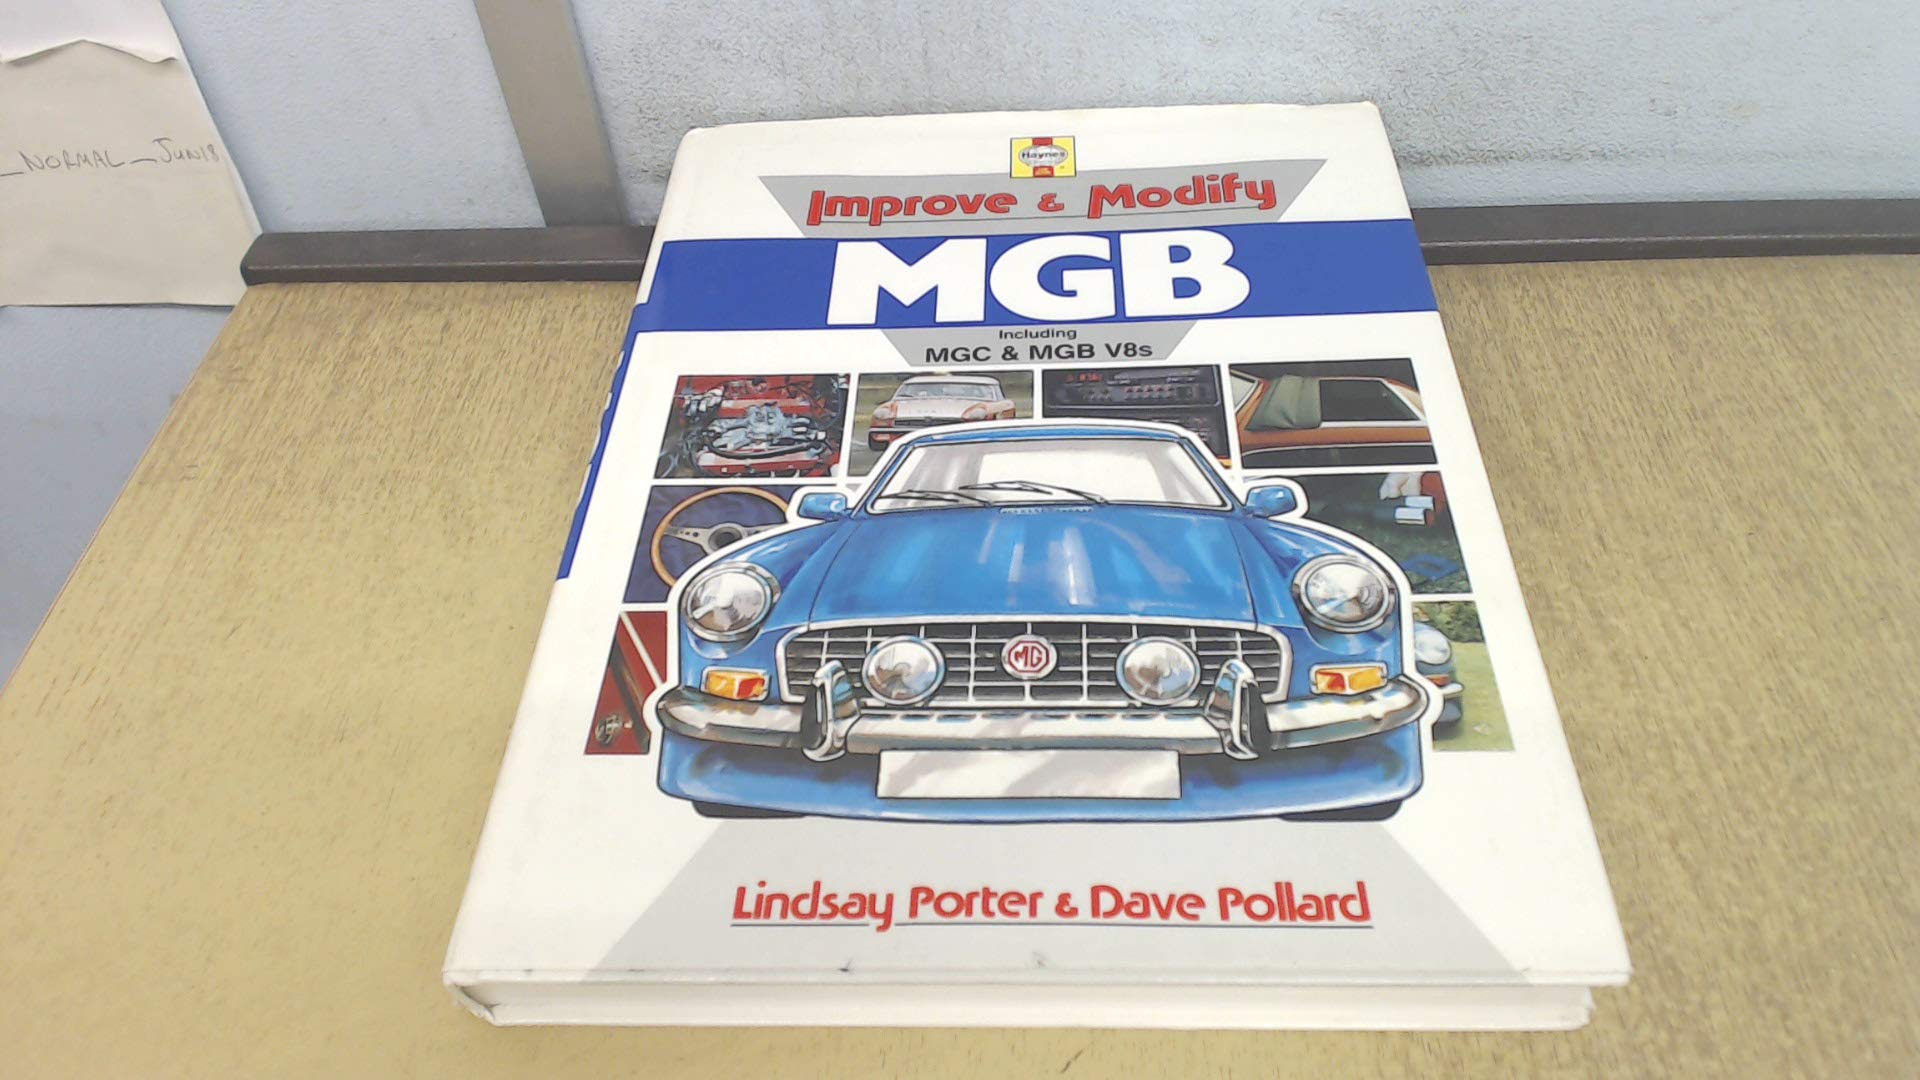 _NORMAL_JUN18
Haynes
Improve & Modify
MGB
Including
MGC & MGB V8s
MG
Lindsay Porter & Dave Pollard